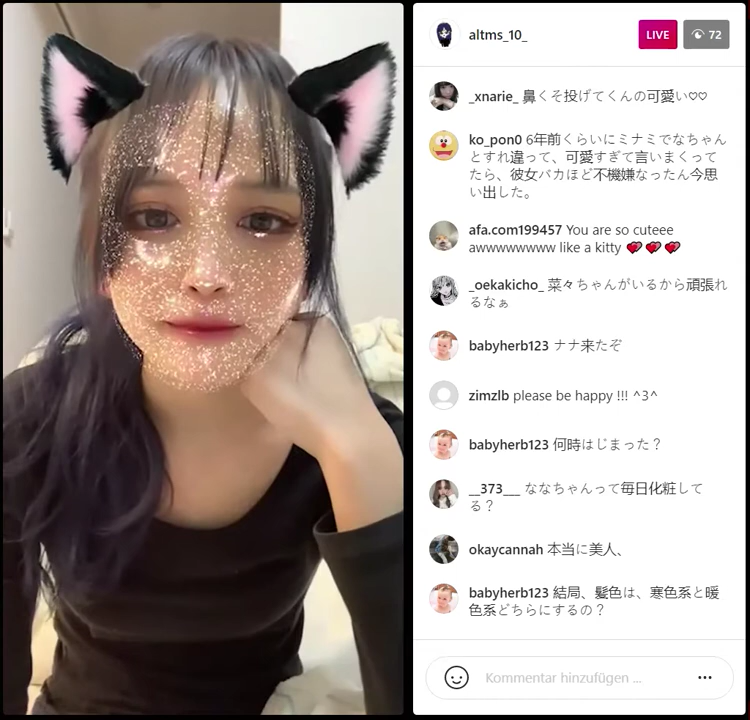 altms_10_
LIVE
72
_xnarie_ 鼻くそ投げてくんの可愛い♡♡
ko_pon0 6年前くらいにミナミでなちゃん
とすれ違って、可愛すぎて言いまくって
たら、彼女バカほど不機嫌なったん今思
い出した。
afa.com199457 You are so cuteee
awwwwwwww like a kitty 💞💞💞
_oekakicho_ 菜々ちゃんがいるから頑張れ
るなぁ
babyherb123 ナナ来たぞ
zimzlb please be happy !!! ^3^
babyherb123 何時はじまった？
__373___ ななちゃんって毎日化粧して
る？
okaycannah 本当に美人、
babyherb123 結局、髪色は、寒色系と暖
色系どちらにするの？
Kommentar hinzufügen ...